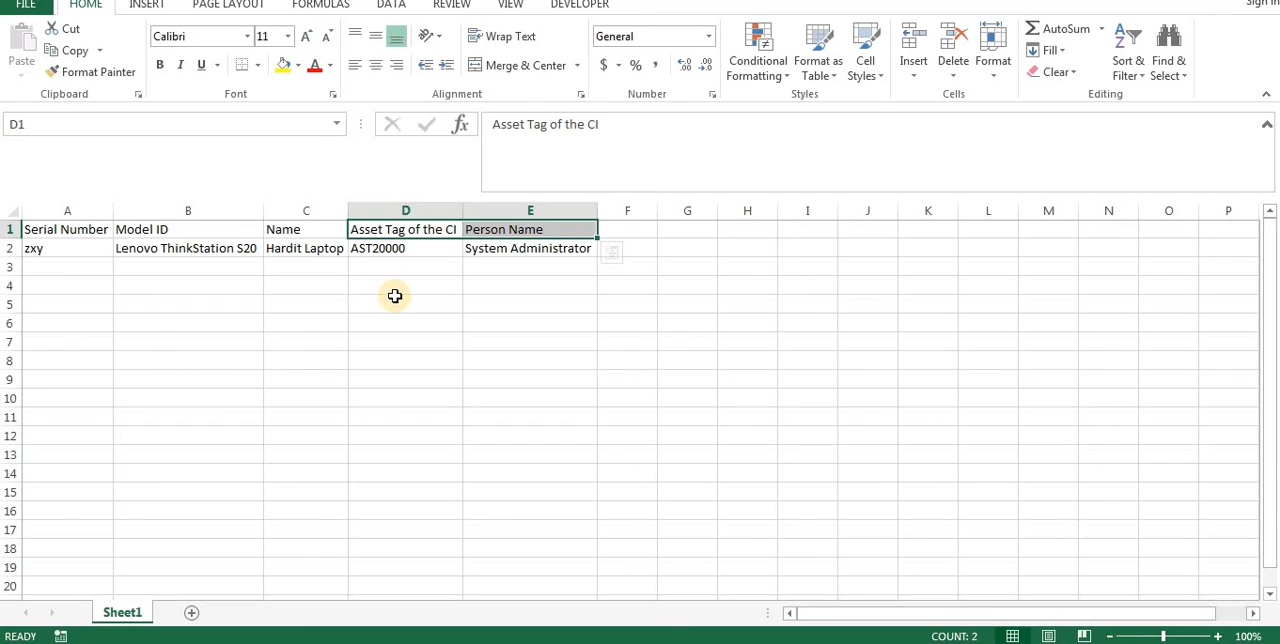 FILE HOME INSERT PAGE LAYOUT FORMULAS DATA REVIEW VIEW DEVELOPER Sign in
Paste
Cut
Copy
Format Painter
Clipboard
Calibri 11 A A
B I U A
Font
Wrap Text
Merge & Center
Alignment
General
$ % ,
Number
Conditional Formatting
Format as Table
Cell Styles
Styles
Insert
Delete
Format
Cells
AutoSum
Fill
Clear
Sort & Filter
Find & Select
Editing
D1 fx Asset Tag of the CI
A B C D E F G H I J K L M N O P
1 Serial Number Model ID Name Asset Tag of the CI Person Name
2 zxy Lenovo ThinkStation S20 Hardit Laptop AST20000 System Administrator
3
4
5
6
7
8
9
10
11
12
13
14
15
16
17
18
19
20
Sheet1
READY COUNT: 2 100%